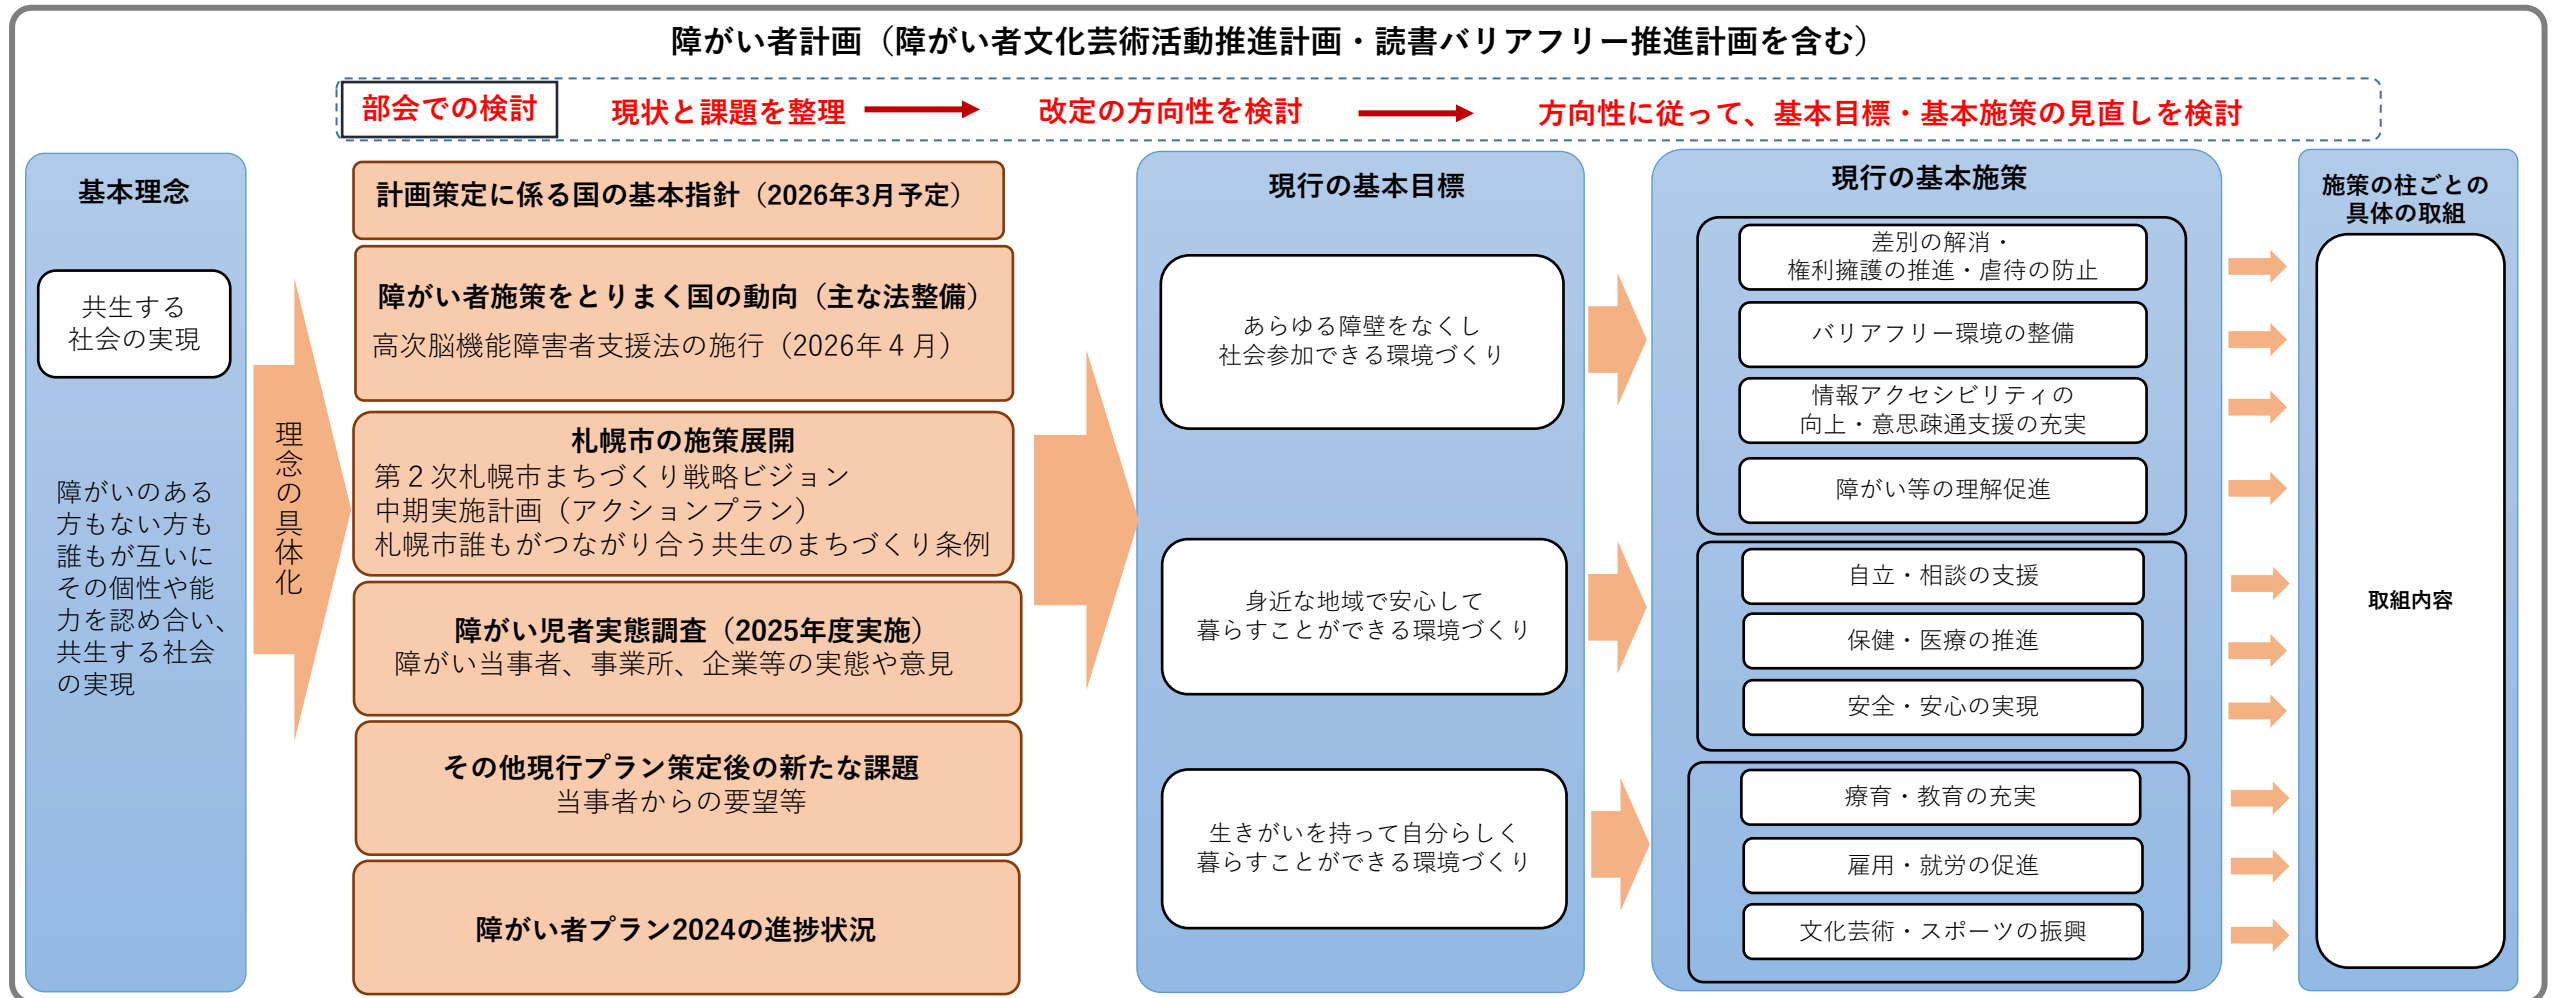 障がい者計画（障がい者文化芸術活動推進計画・読書バリアフリー推進計画を含む）
部会での検討
現状と課題を整理
改定の方向性を検討
方向性に従って、基本目標・基本施策の見直しを検討
基本理念
共生する
社会の実現
障がいのある
方もない方も
誰もが互いに
その個性や能
力を認め合い、
共生する社会
の実現
理念の具体化
計画策定に係る国の基本指針（2026年3月予定）
障がい者施策をとりまく国の動向（主な法整備）
高次脳機能障害者支援法の施行（2026年４月）
札幌市の施策展開
第２次札幌市まちづくり戦略ビジョン
中期実施計画（アクションプラン）
札幌市誰もがつながり合う共生のまちづくり条例
障がい児者実態調査（2025年度実施）
障がい当事者、事業所、企業等の実態や意見
その他現行プラン策定後の新たな課題
当事者からの要望等
障がい者プラン2024の進捗状況
現行の基本目標
あらゆる障壁をなくし
社会参加できる環境づくり
身近な地域で安心して
暮らすことができる環境づくり
生きがいを持って自分らしく
暮らすことができる環境づくり
現行の基本施策
差別の解消・
権利擁護の推進・虐待の防止
バリアフリー環境の整備
情報アクセシビリティの
向上・意思疎通支援の充実
障がい等の理解促進
自立・相談の支援
保健・医療の推進
安全・安心の実現
療育・教育の充実
雇用・就労の促進
文化芸術・スポーツの振興
施策の柱ごとの
具体の取組
取組内容